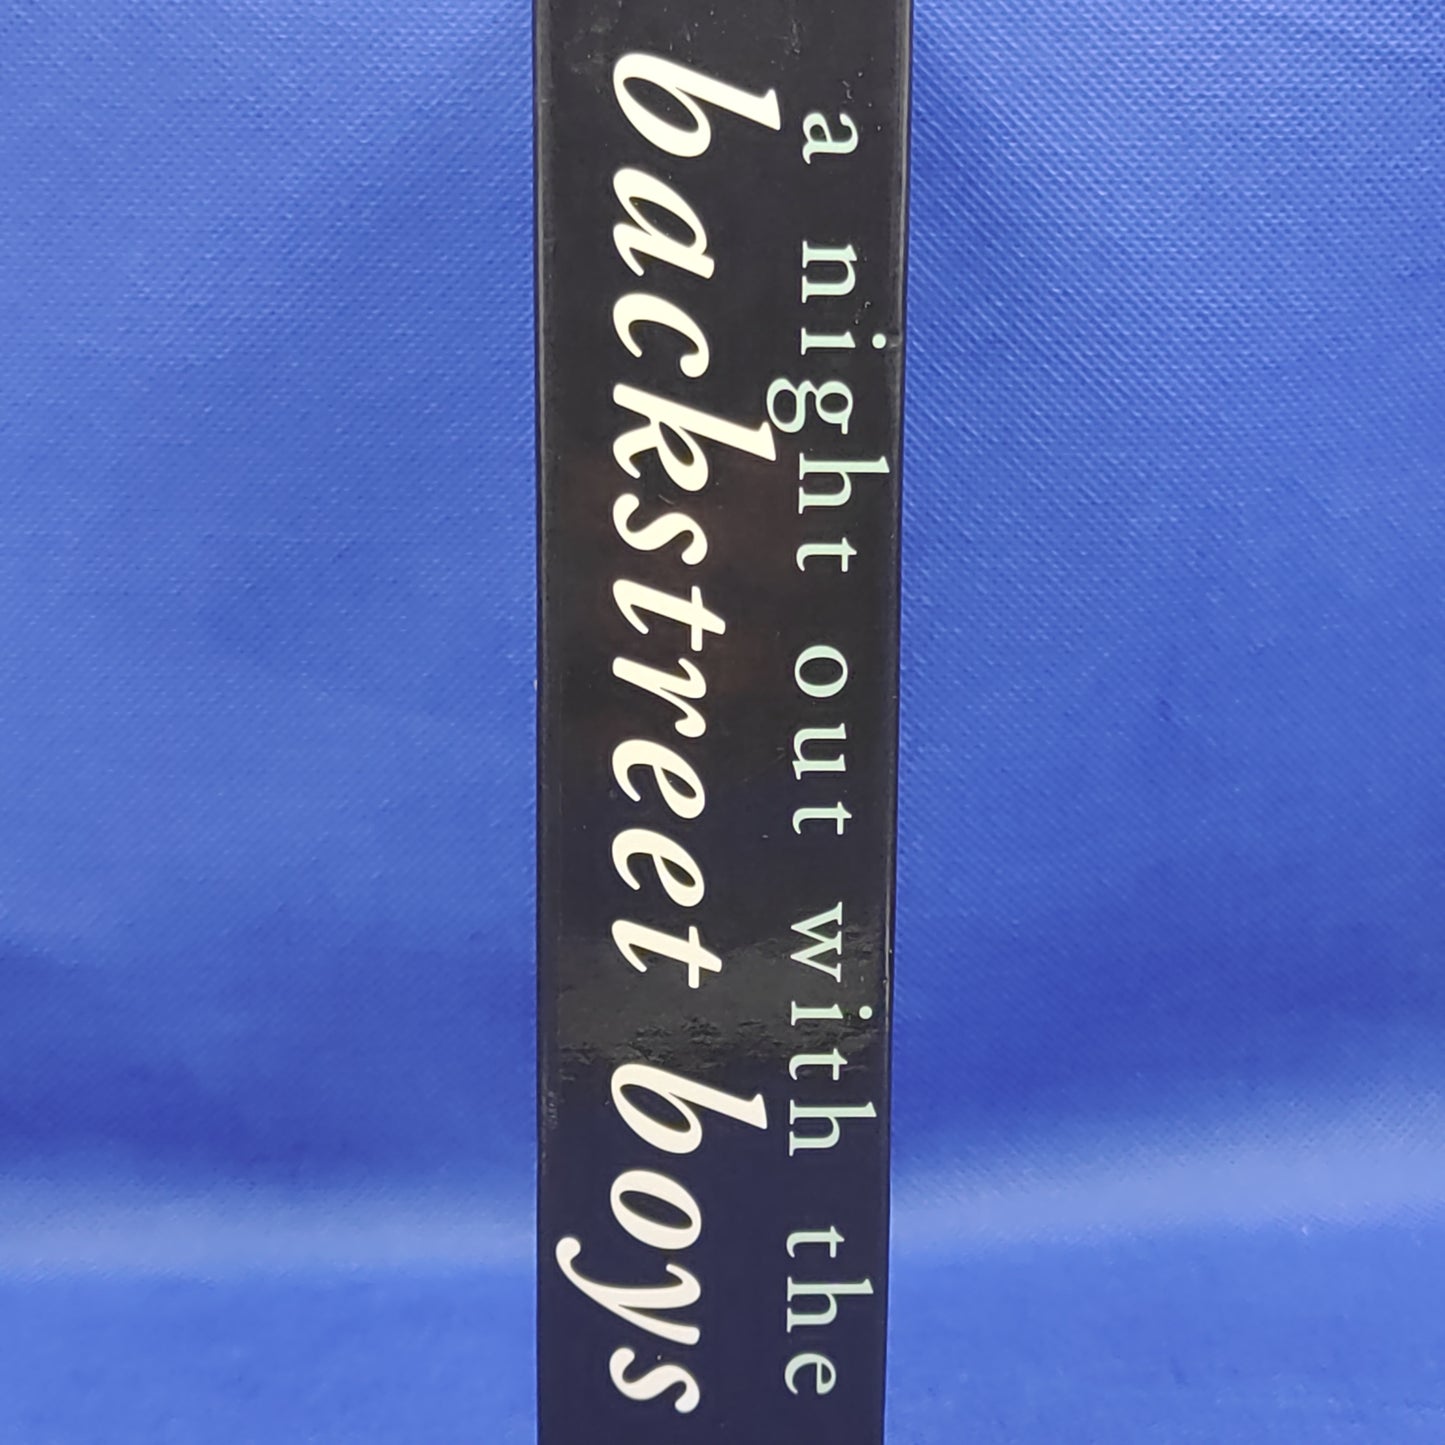 a night out with the
backstreet boys